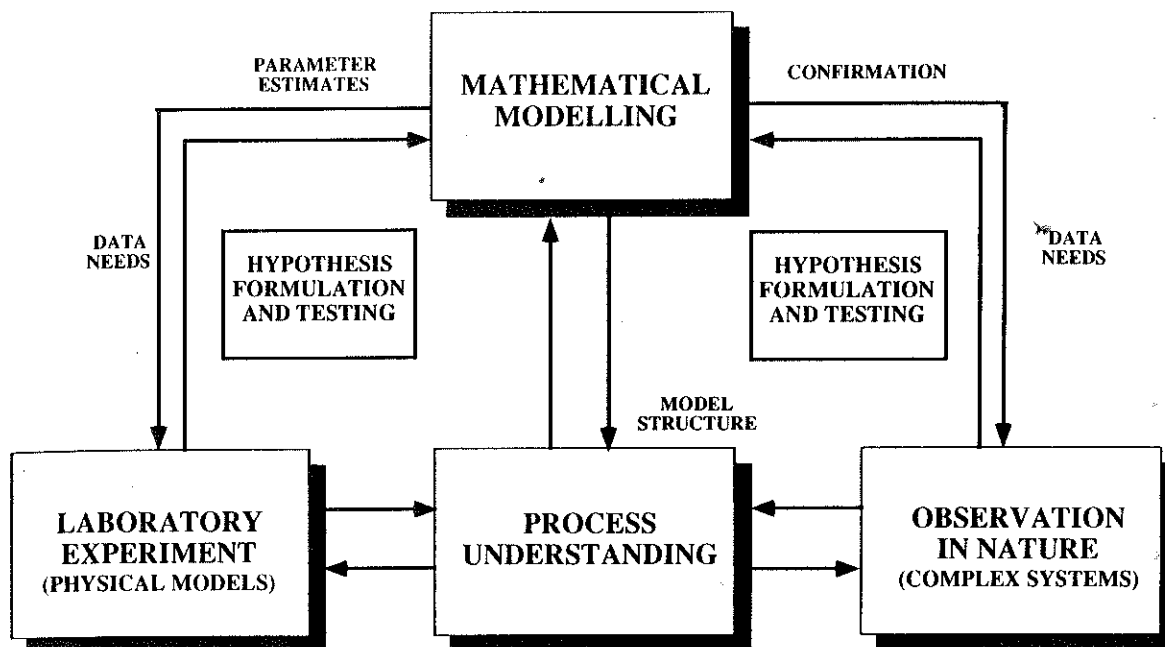 PARAMETER
ESTIMATES
MATHEMATICAL
MODELLING
CONFIRMATION
DATA
NEEDS
HYPOTHESIS
FORMULATION
AND TESTING
HYPOTHESIS
FORMULATION
AND TESTING
DATA
NEEDS
MODEL
STRUCTURE
LABORATORY
EXPERIMENT
(PHYSICAL MODELS)
PROCESS
UNDERSTANDING
OBSERVATION
IN NATURE
(COMPLEX SYSTEMS)